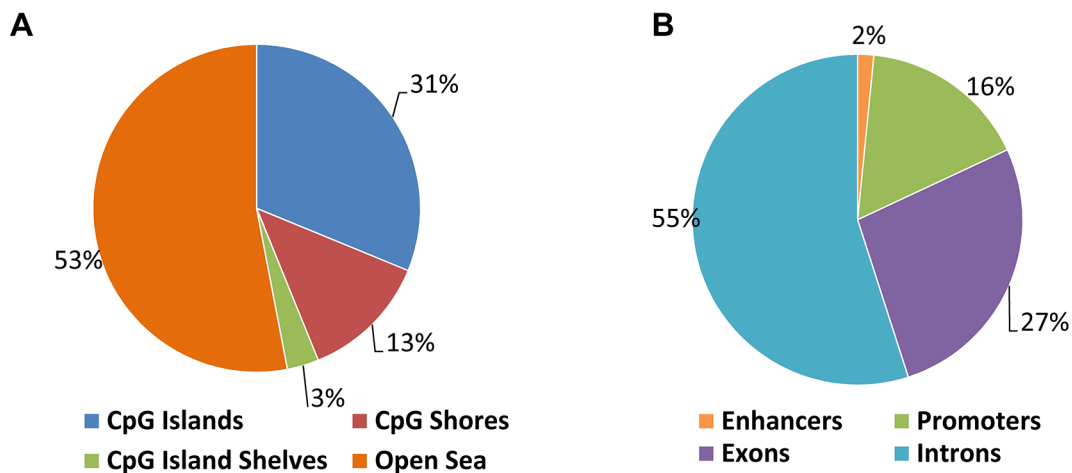 A
31%
53%
13%
3%
CpG Islands
CpG Shores
CpG Island Shelves
Open Sea
B
2%
16%
55%
27%
Enhancers
Promoters
Exons
Introns